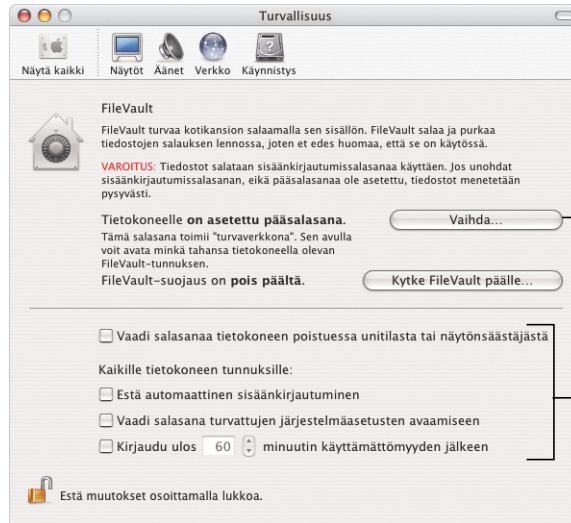 Turvallisuus
Näytä kaikki
Näytöt
Äänet
Verkko
Käynnistys
FileVault
FileVault turvaa kotikansion salaamalla sen sisällön. FileVault salaa ja purkaa
tiedostojen salauksen lennossa, joten et edes huomaa, että se on käytössä.
VAROITUS: Tiedostot salataan sisäänkirjautumissalasanaa käyttäen. Jos unohdat
sisäänkirjautumissalasanan, eikä pääsalasanaa ole asetettu, tiedostot menetetään
pysyvästi.
Tietokoneelle on asetettu pääsalasana.
Vaihda...
Tämä salasana toimii "turvaverkkona". Sen avulla
voit avata minkä tahansa tietokoneella olevan
FileVault-tunnuksen.
FileVault-suojaus on pois päältä.
Kytke FileVault päälle...
Vaadi salasanaa tietokoneen poistuessa unitilasta tai näytönsäästäjästä
Kaikille tietokoneen tunnuksille:
Estä automaattinen sisäänkirjautuminen
Vaadi salasana turvattujen järjestelmäasetusten avaamiseen
Kirjaudu ulos 60 minuutin käyttämättömyyden jälkeen
Estä muutokset osoittamalla lukkoa.